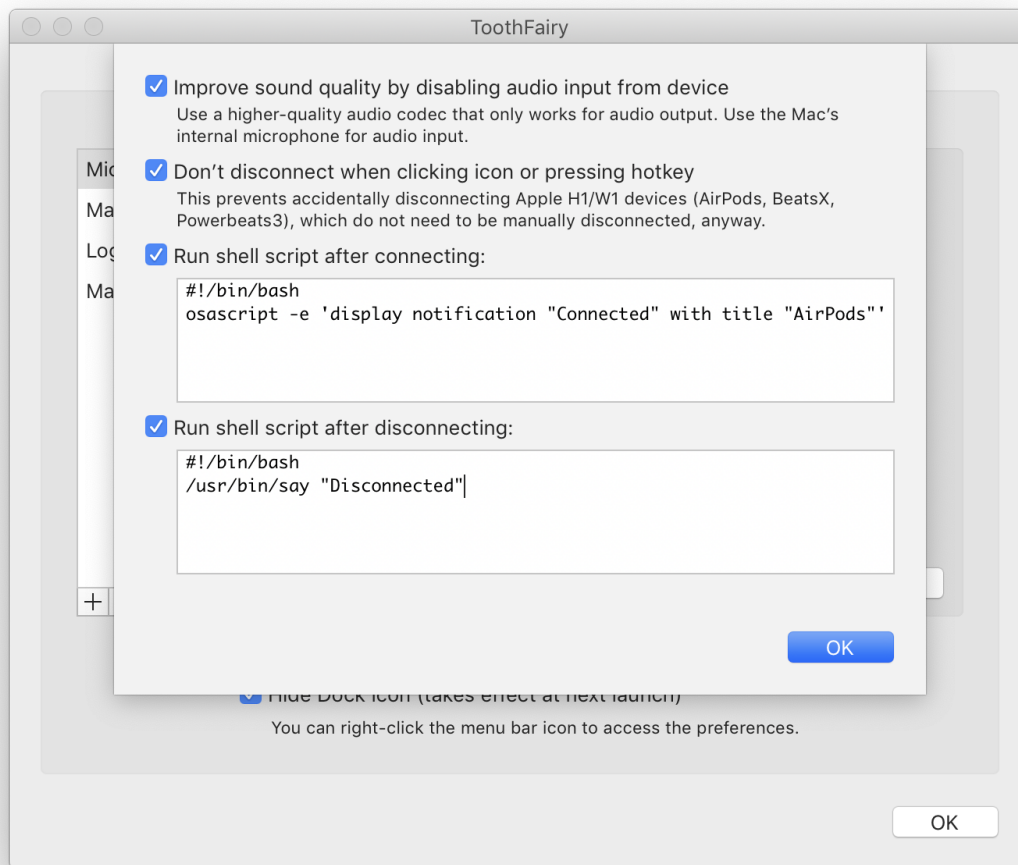 ToothFairy
Improve sound quality by disabling audio input from device
Use a higher-quality audio codec that only works for audio output. Use the Mac’s
internal microphone for audio input.
Don’t disconnect when clicking icon or pressing hotkey
This prevents accidentally disconnecting Apple H1/W1 devices (AirPods, BeatsX,
Powerbeats3), which do not need to be manually disconnected, anyway.
Run shell script after connecting:
#!/bin/bash
osascript -e 'display notification "Connected" with title "AirPods"'
Run shell script after disconnecting:
#!/bin/bash
/usr/bin/say "Disconnected"
OK
Hide Dock icon (takes effect at next launch)
You can right-click the menu bar icon to access the preferences.
OK